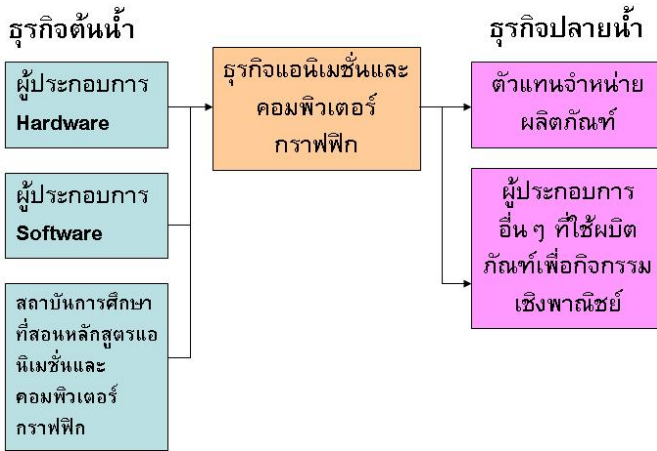 ธุรกิจต้นน้ำ
ผู้ประกอบการ
Hardware
ผู้ประกอบการ
Software
สถาบันการศึกษา
ที่สอนหลักสูตรแอ
นิเมชั่นและ
คอมพิวเตอร์
กราฟฟิก
ธุรกิจแอนิเมชั่นและ
คอมพิวเตอร์
กราฟฟิก
ธุรกิจปลายน้ำ
ตัวแทนจำหน่าย
ผลิตภัณฑ์
ผู้ประกอบการ
อื่น ๆ ที่ใช้ผบิต
ภัณฑ์เพื่อกิจกรรม
เชิงพาณิชย์